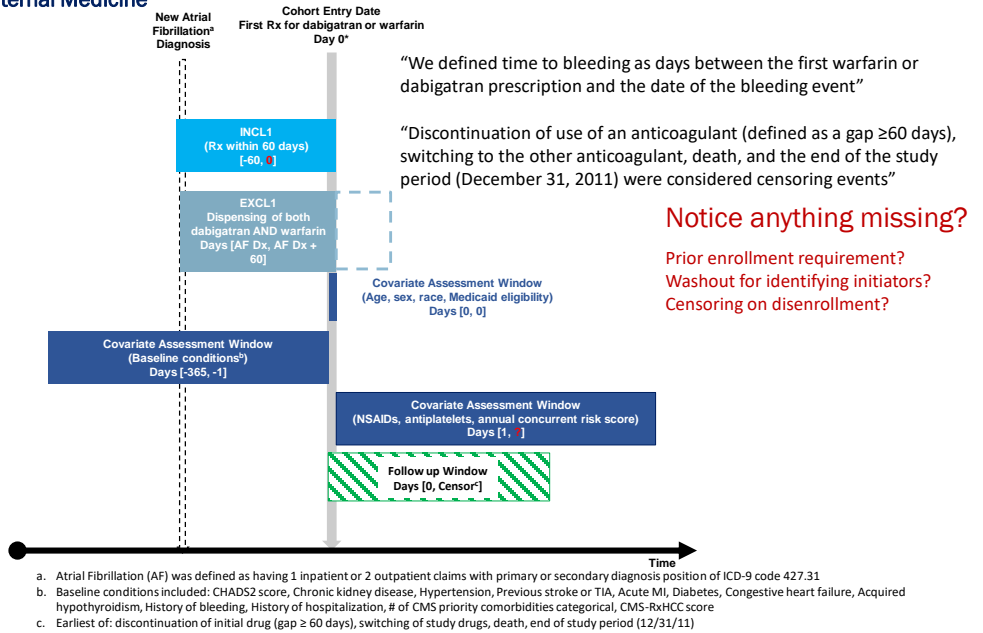 ternal Medicine
New Atrial
Fibrillationᵃ
Diagnosis
Cohort Entry Date
First Rx for dabigatran or warfarin
Day 0*
“We defined time to bleeding as days between the first warfarin or
dabigatran prescription and the date of the bleeding event”
“Discontinuation of use of an anticoagulant (defined as a gap ≥60 days),
switching to the other anticoagulant, death, and the end of the study
period (December 31, 2011) were considered censoring events”
Notice anything missing?
Prior enrollment requirement?
Washout for identifying initiators?
Censoring on disenrollment?
INCL1
(Rx within 60 days)
[-60, 0]
EXCL1
Dispensing of both
dabigatran AND warfarin
Days [AF Dx, AF Dx +
60]
Covariate Assessment Window
(Age, sex, race, Medicaid eligibility)
Days [0, 0]
Covariate Assessment Window
(Baseline conditionsᵇ)
Days [-365, -1]
Covariate Assessment Window
(NSAIDs, antiplatelets, annual concurrent risk score)
Days [1, ]
Follow up Window
Days [0, Censorᶜ]
Time
a. Atrial Fibrillation (AF) was defined as having 1 inpatient or 2 outpatient claims with primary or secondary diagnosis position of ICD-9 code 427.31
b. Baseline conditions included: CHADS2 score, Chronic kidney disease, Hypertension, Previous stroke or TIA, Acute MI, Diabetes, Congestive heart failure, Acquired
hypothyroidism, History of bleeding, History of hospitalization, # of CMS priority comorbidities categorical, CMS-RxHCC score
c. Earliest of: discontinuation of initial drug (gap ≥ 60 days), switching of study drugs, death, end of study period (12/31/11)